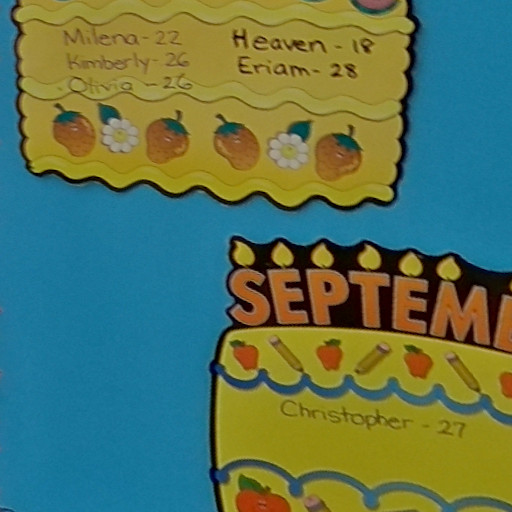 Milena - 22 Heaven - 18
Kimberly - 26 Eriam - 28
Olivia - 26
SEPTEM
Christopher - 27